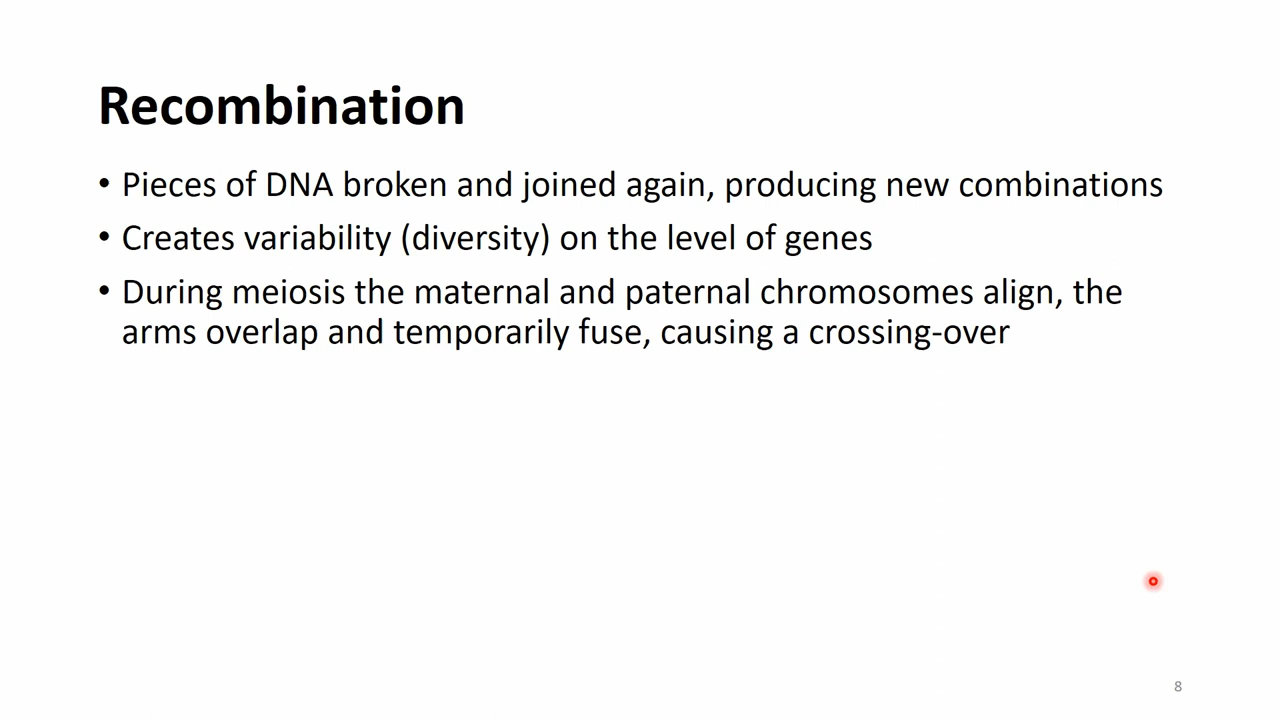 Recombination
• Pieces of DNA broken and joined again, producing new combinations
• Creates variability (diversity) on the level of genes
• During meiosis the maternal and paternal chromosomes align, the
arms overlap and temporarily fuse, causing a crossing-over
8